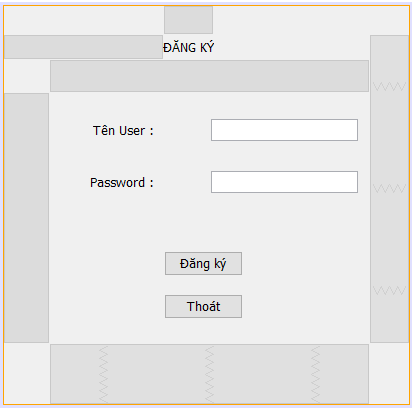 ĐĂNG KÝ
Tên User :
Password :
Đăng ký
Thoát